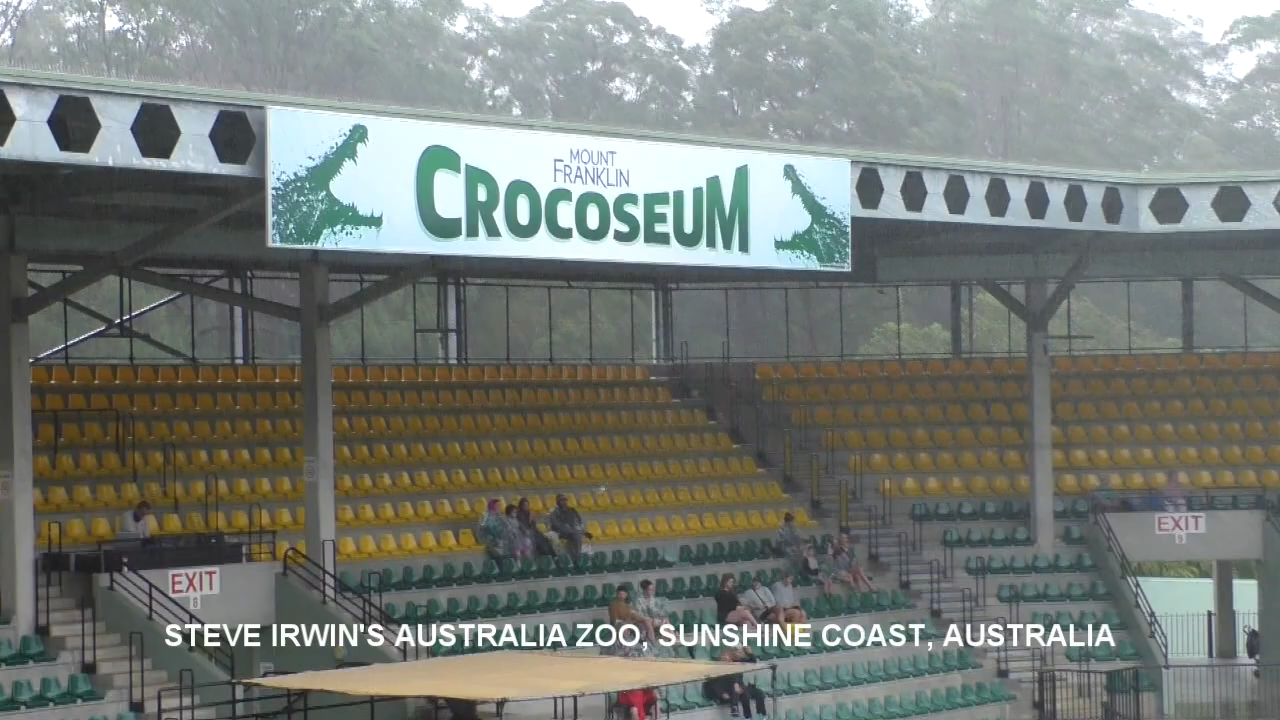 MOUNT
FRANKLIN
CROCOSEUM
EXIT
EXIT
STEVE IRWIN'S AUSTRALIA ZOO, SUNSHINE COAST, AUSTRALIA